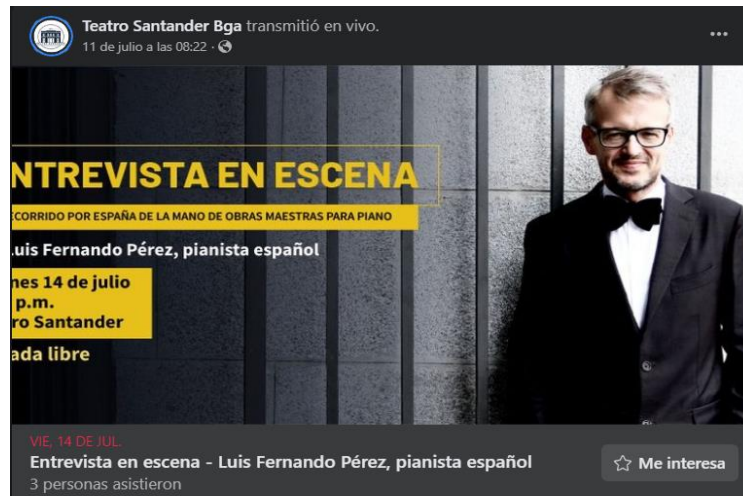 Teatro Santander Bga transmitió en vivo.
11 de julio a las 08:22 ·
NTREVISTA EN ESCENA
CORRIDO POR ESPAÑA DE LA MANO DE OBRAS MAESTRAS PARA PIANO
Luis Fernando Pérez, pianista español
nes 14 de julio
p.m.
ro Santander
ada libre
VIE, 14 DE JUL.
Entrevista en escena - Luis Fernando Pérez, pianista español
Me interesa
3 personas asistieron